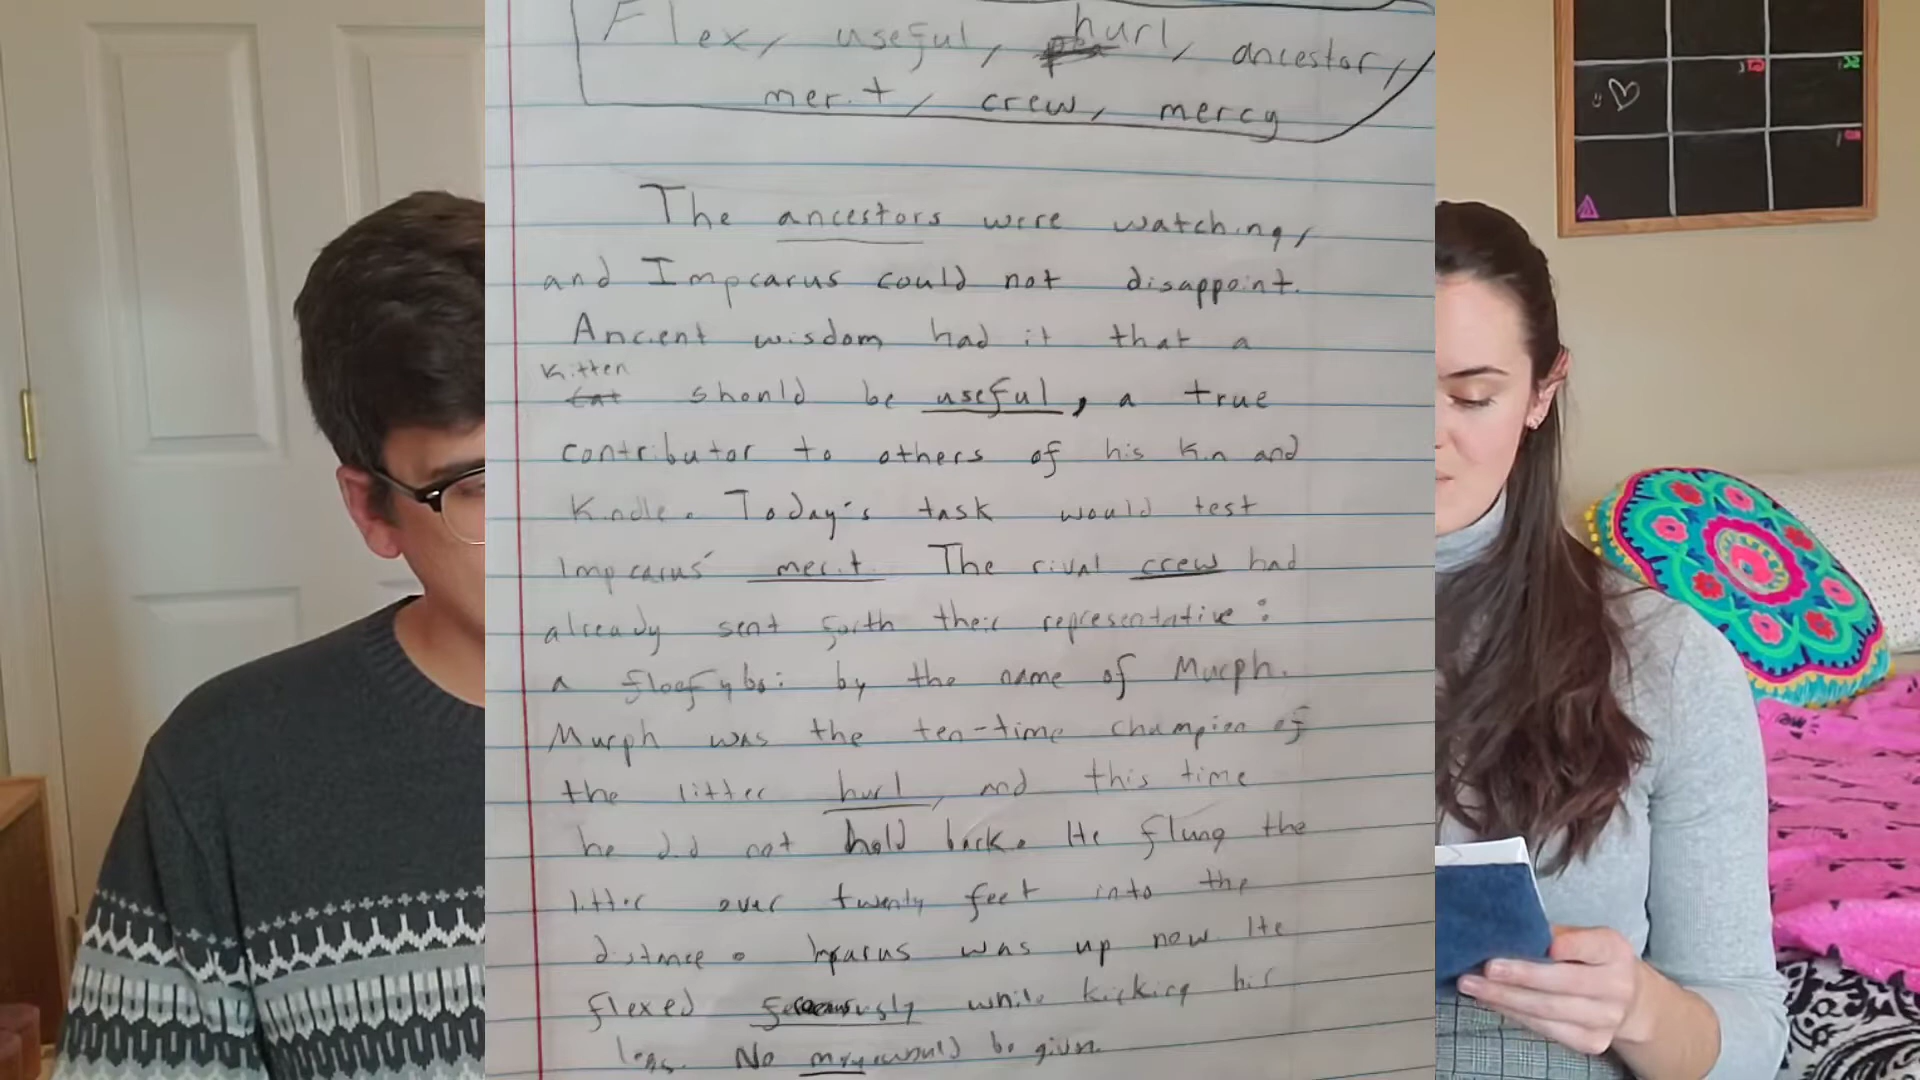 Flex, useful, hurl, ancestor,
merit, crew, mercy
The ancestors were watching,
and Impcarus could not disappoint.
Ancient wisdom had it that a
Kitten
Cat should be useful, a true
contributor to others of his Kin and
Kindle. Today's task would test
Impcarus' merit. The rival crew had
already sent forth their representative:
a floofyboi by the name of Murph.
Murph was the ten-time champion of
the litter hurl, and this time
he did not hold back. He flung the
litter over twenty feet into the
distance. was up now. He
flexed while kicking his
legs. No mercy would be given.